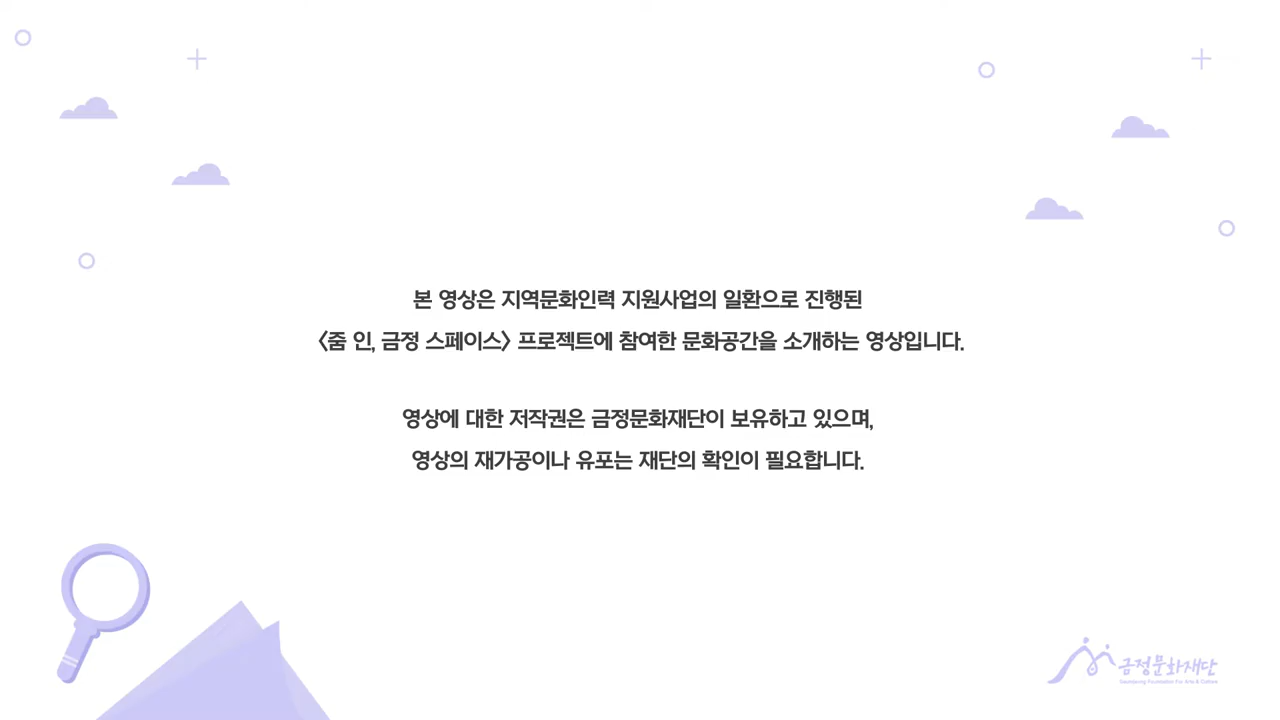 본 영상은 지역문화인력 지원사업의 일환으로 진행된
<줌 인, 금정 스페이스> 프로젝트에 참여한 문화공간을 소개하는 영상입니다.
영상에 대한 저작권은 금정문화재단이 보유하고 있으며,
영상의 재가공이나 유포는 재단의 확인이 필요합니다.
금정문화재단
Geumjeong Foundation For Arts & Culture